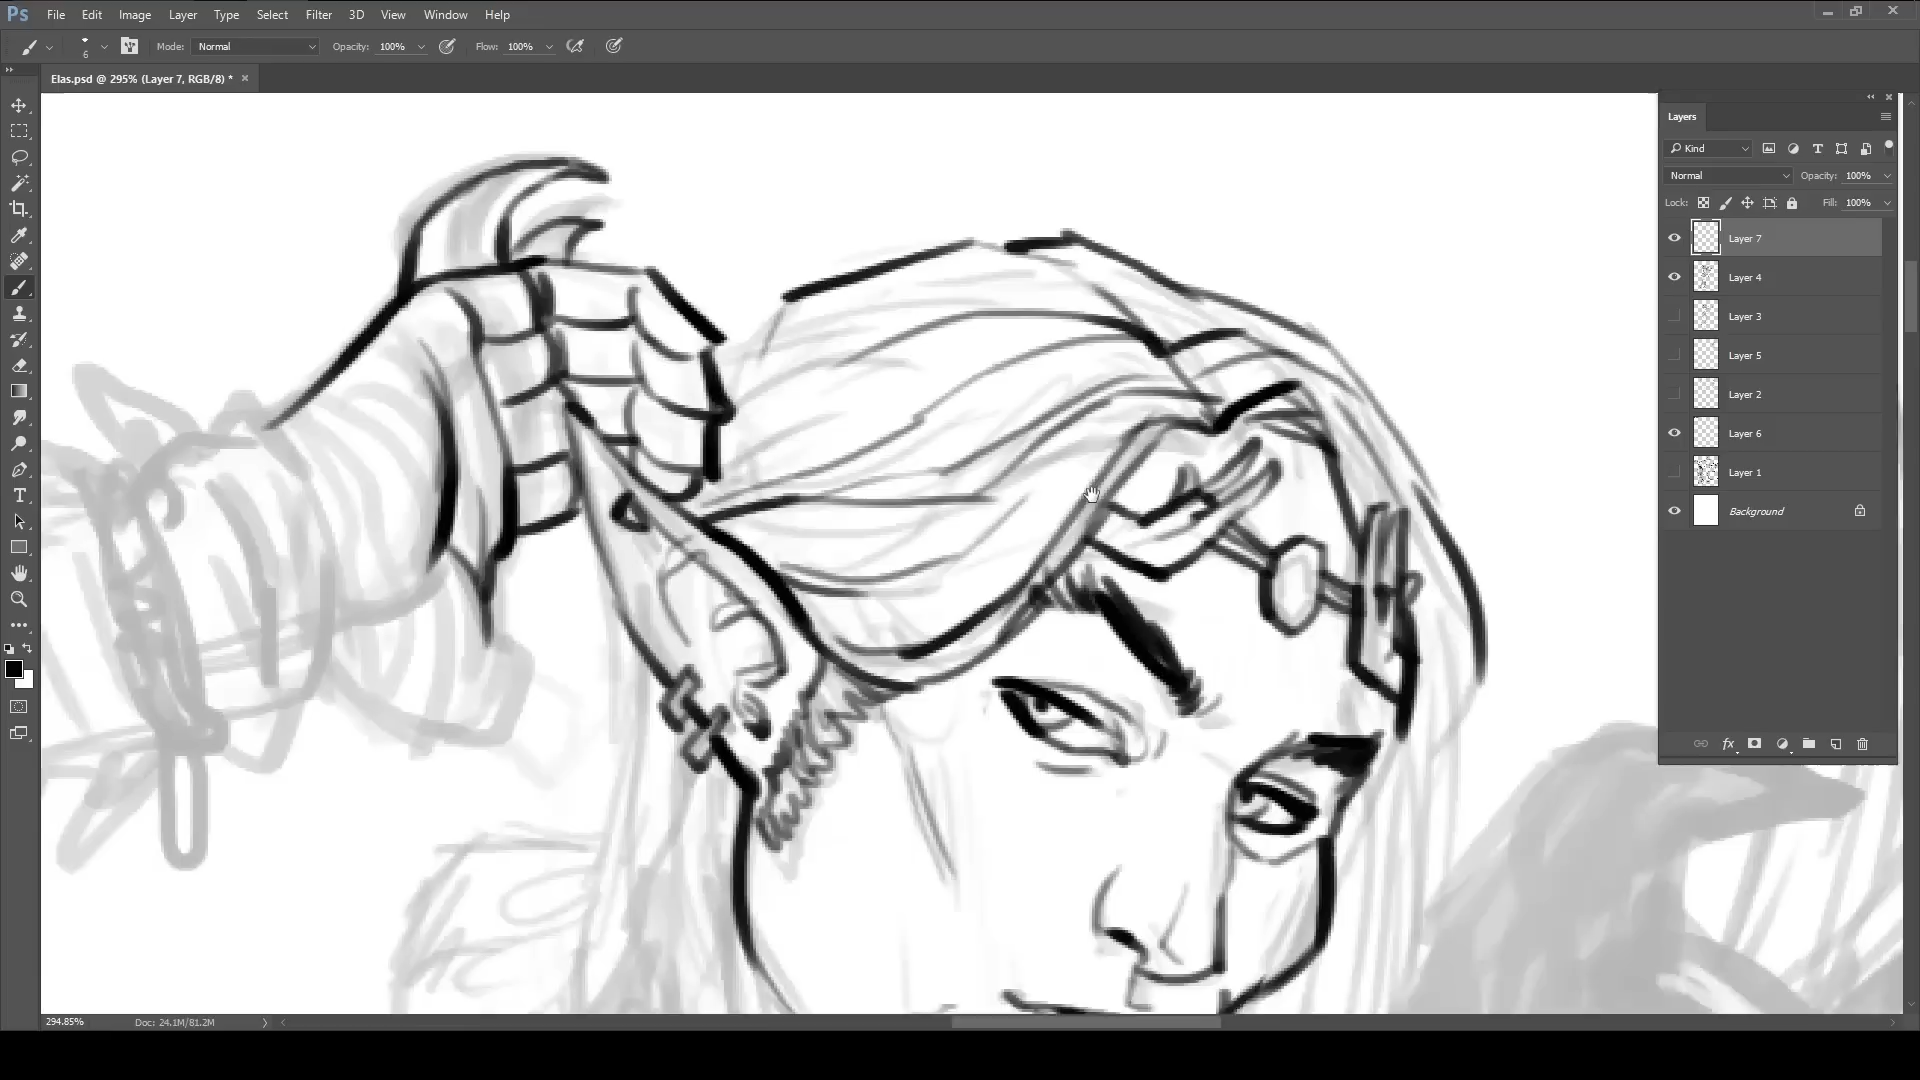 Ps File Edit Image Layer Type Select Filter 3D View Window Help
6 Mode: Normal Opacity: 100% Flow: 100%
Elas.psd @ 295% (Layer 7, RGB/8) * ×
Layers
Kind
Normal Opacity: 100%
Lock: Fill: 100%
Layer 7
Layer 4
Layer 3
Layer 5
Layer 2
Layer 6
Layer 1
Background
fx
294.85% Doc: 24.1M/81.2M